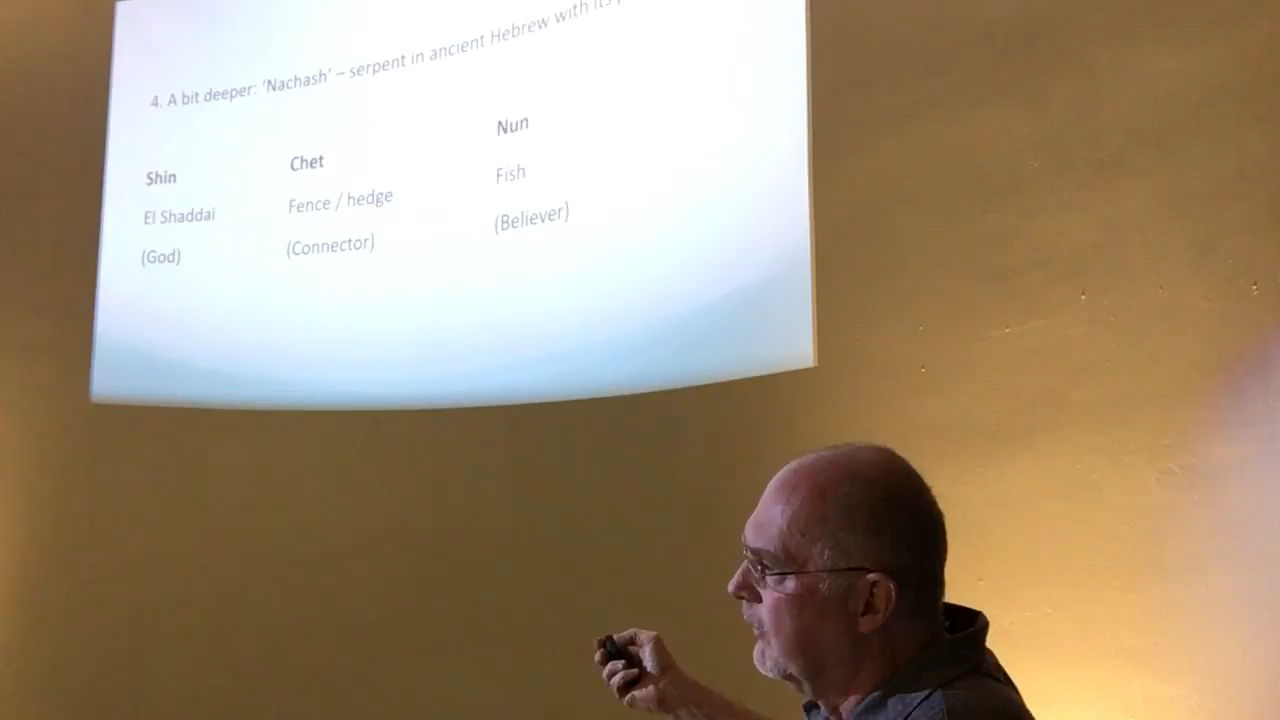 4. A bit deeper: ‘Nachash’ – serpent in ancient Hebrew with its
Shin Chet Nun
El Shaddai Fence / hedge Fish
(God) (Connector) (Believer)